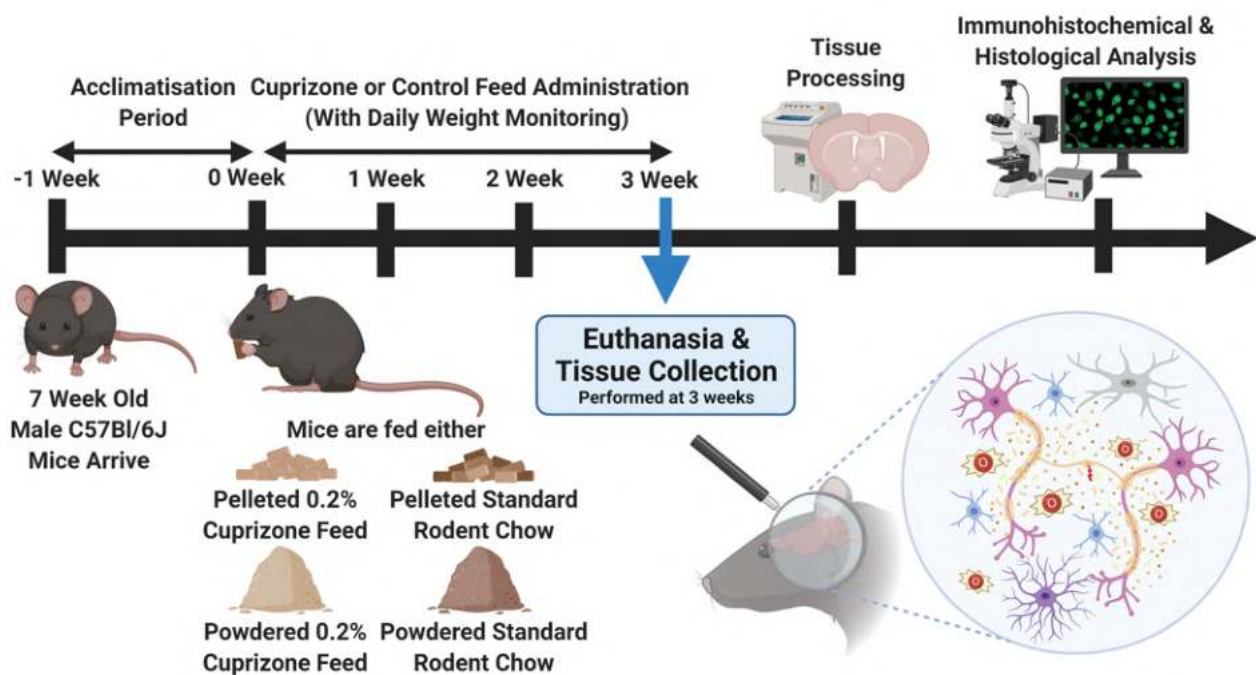 Acclimatisation
Period
Cuprizone or Control Feed Administration
(With Daily Weight Monitoring)
Tissue
Processing
Immunohistochemical &
Histological Analysis
-1 Week
0 Week
1 Week
2 Week
3 Week
7 Week Old
Male C57Bl/6J
Mice Arrive
Mice are fed either
Pelleted 0.2%
Cuprizone Feed
Pelleted Standard
Rodent Chow
Powdered 0.2%
Cuprizone Feed
Powdered Standard
Rodent Chow
Euthanasia &
Tissue Collection
Performed at 3 weeks